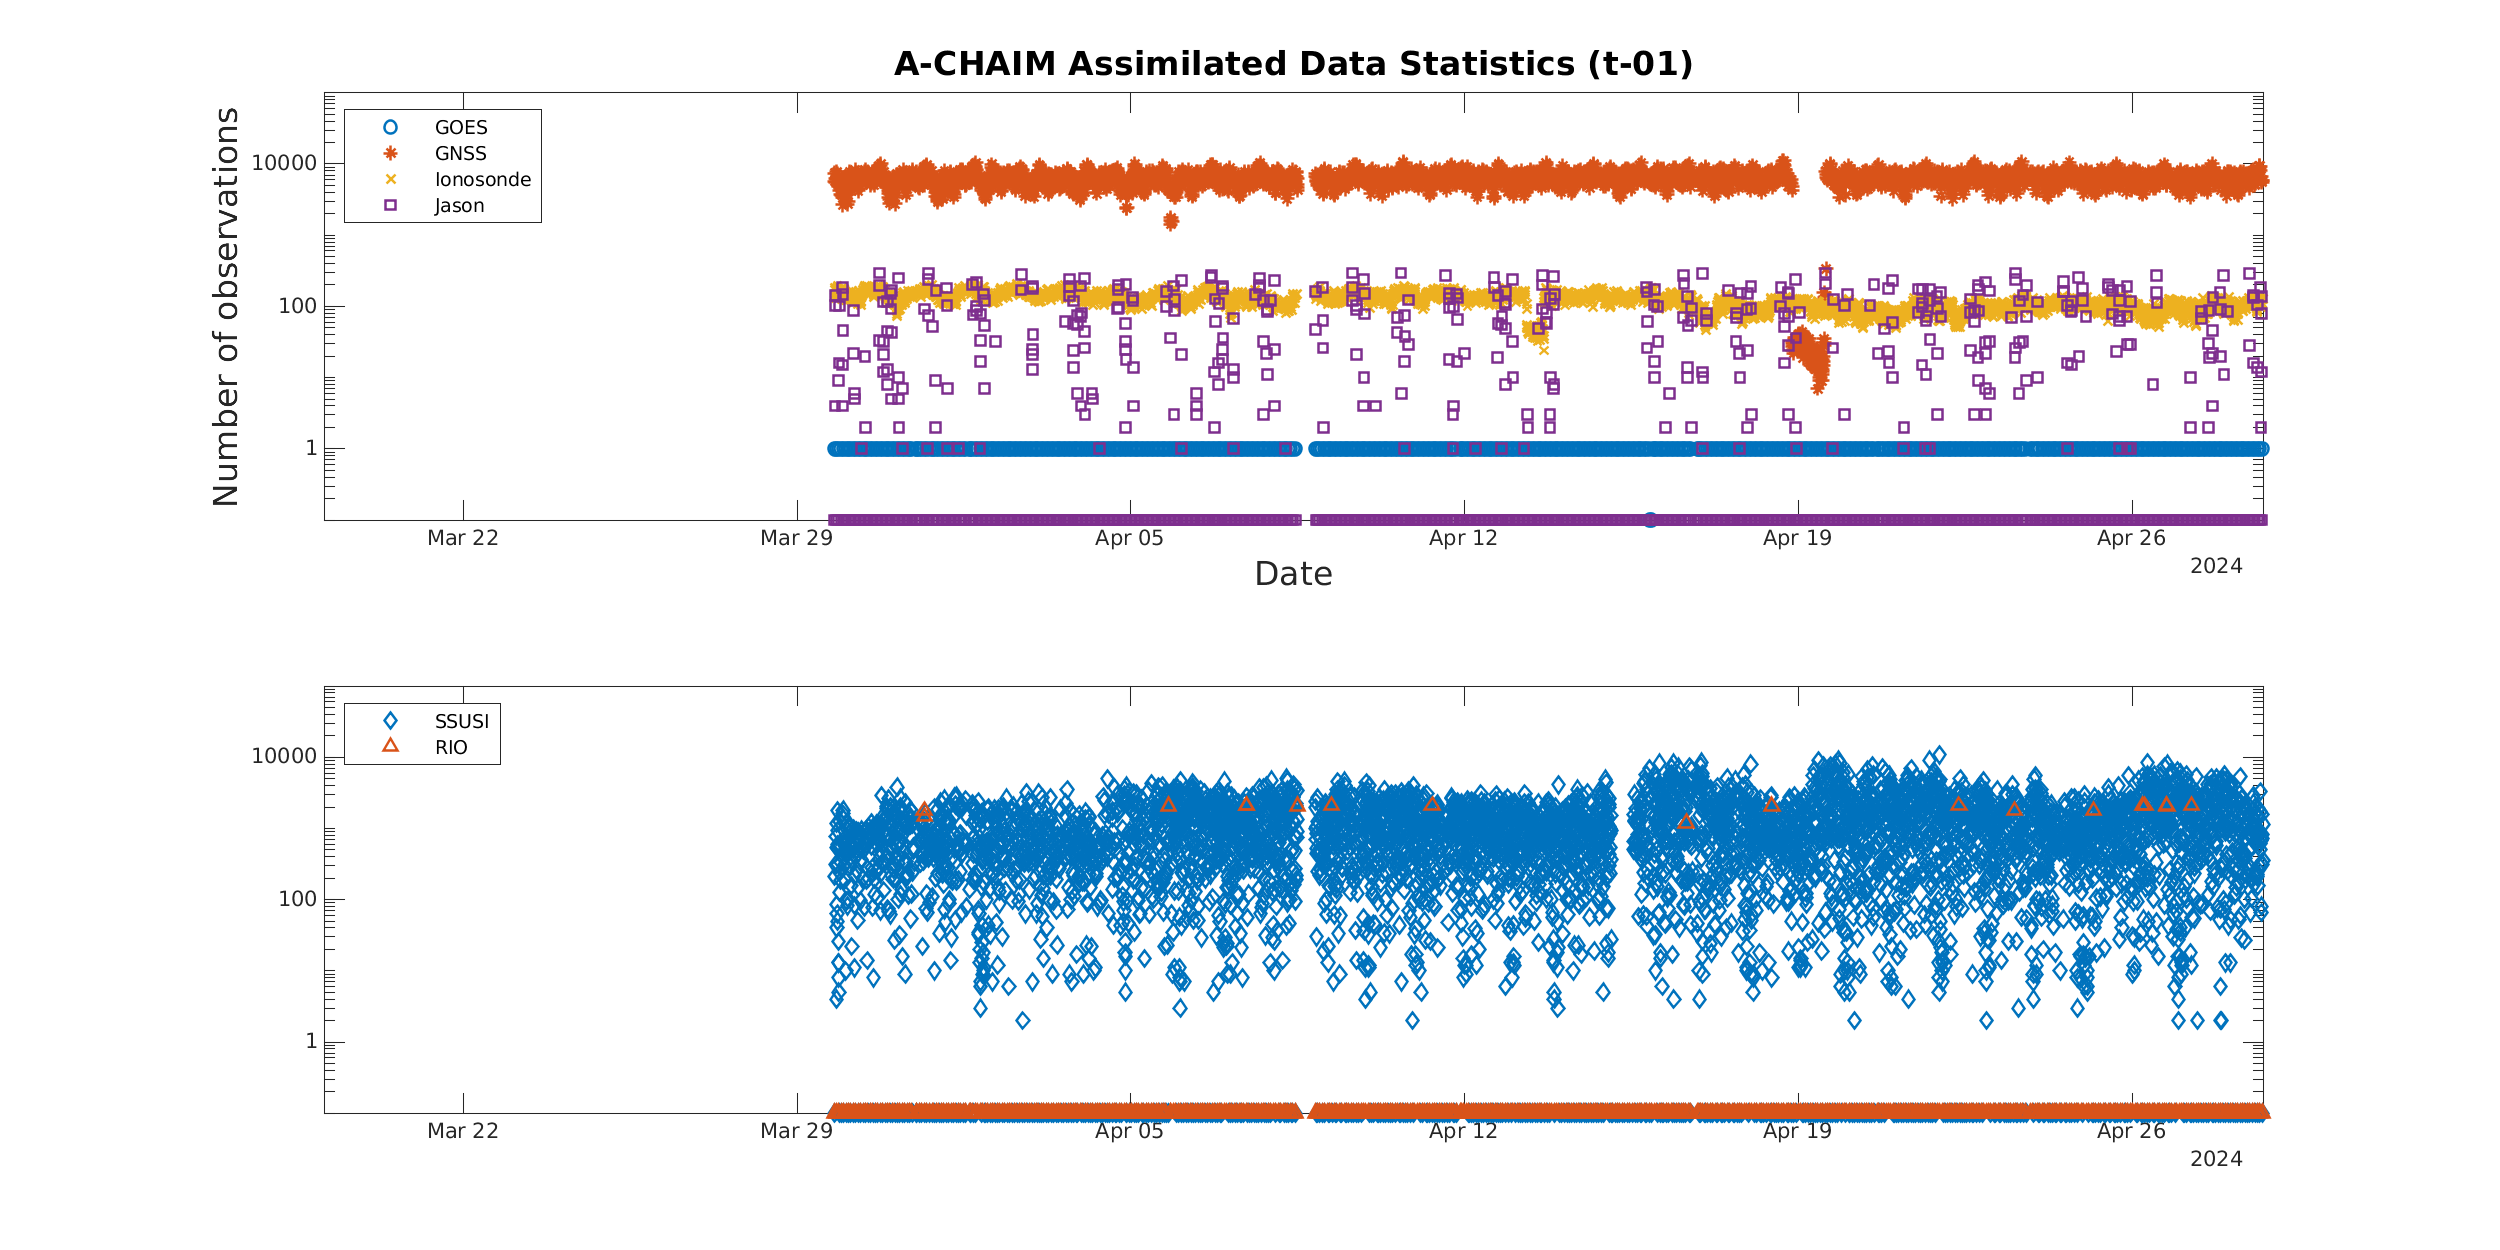 A-CHAIM Assimilated Data Statistics (t-01)
Number of observations
10000
100
1
GOES
GNSS
Ionosonde
Jason
Mar 22
Mar 29
Apr 05
Apr 12
Apr 19
Apr 26
2024
Date
10000
100
1
SSUSI
RIO
Mar 22
Mar 29
Apr 05
Apr 12
Apr 19
Apr 26
2024